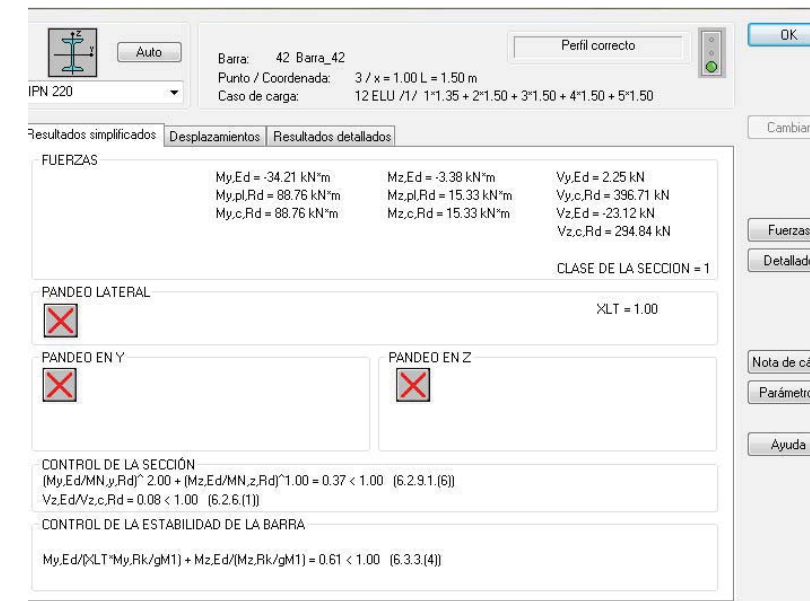 z
y
Auto
IPN 220
Barra: 42 Barra_42
Punto / Coordenada: 3 / x = 1.00 L = 1.50 m
Caso de carga: 12 ELU /1/ 1*1.35 + 2*1.50 + 3*1.50 + 4*1.50 + 5*1.50
Perfil correcto
OK
Cambiar
Resultados simplificados Desplazamientos Resultados detallados
FUERZAS
My,Ed = -34.21 kN*m Mz,Ed = -3.38 kN*m Vy,Ed = 2.25 kN
My,pl,Rd = 88.76 kN*m Mz,pl,Rd = 15.33 kN*m Vy,c,Rd = 396.71 kN
My,c,Rd = 88.76 kN*m Mz,c,Rd = 15.33 kN*m Vz,Ed = -23.12 kN
Vz,c,Rd = 294.84 kN
CLASE DE LA SECCION = 1
Fuerzas
Detallado
PANDEO LATERAL
XLT = 1.00
PANDEO EN Y PANDEO EN Z
Nota de cá
Parámetro
Ayuda
CONTROL DE LA SECCIÓN
(My,Ed/MN,y,Rd)^ 2.00 + (Mz,Ed/MN,z,Rd)^1.00 = 0.37 < 1.00 (6.2.9.1.(6))
Vz,Ed/Vz,c,Rd = 0.08 < 1.00 (6.2.6.(1))
CONTROL DE LA ESTABILIDAD DE LA BARRA
My,Ed/(XLT*My,Rk/gM1) + Mz,Ed/(Mz,Rk/gM1) = 0.61 < 1.00 (6.3.3.(4))